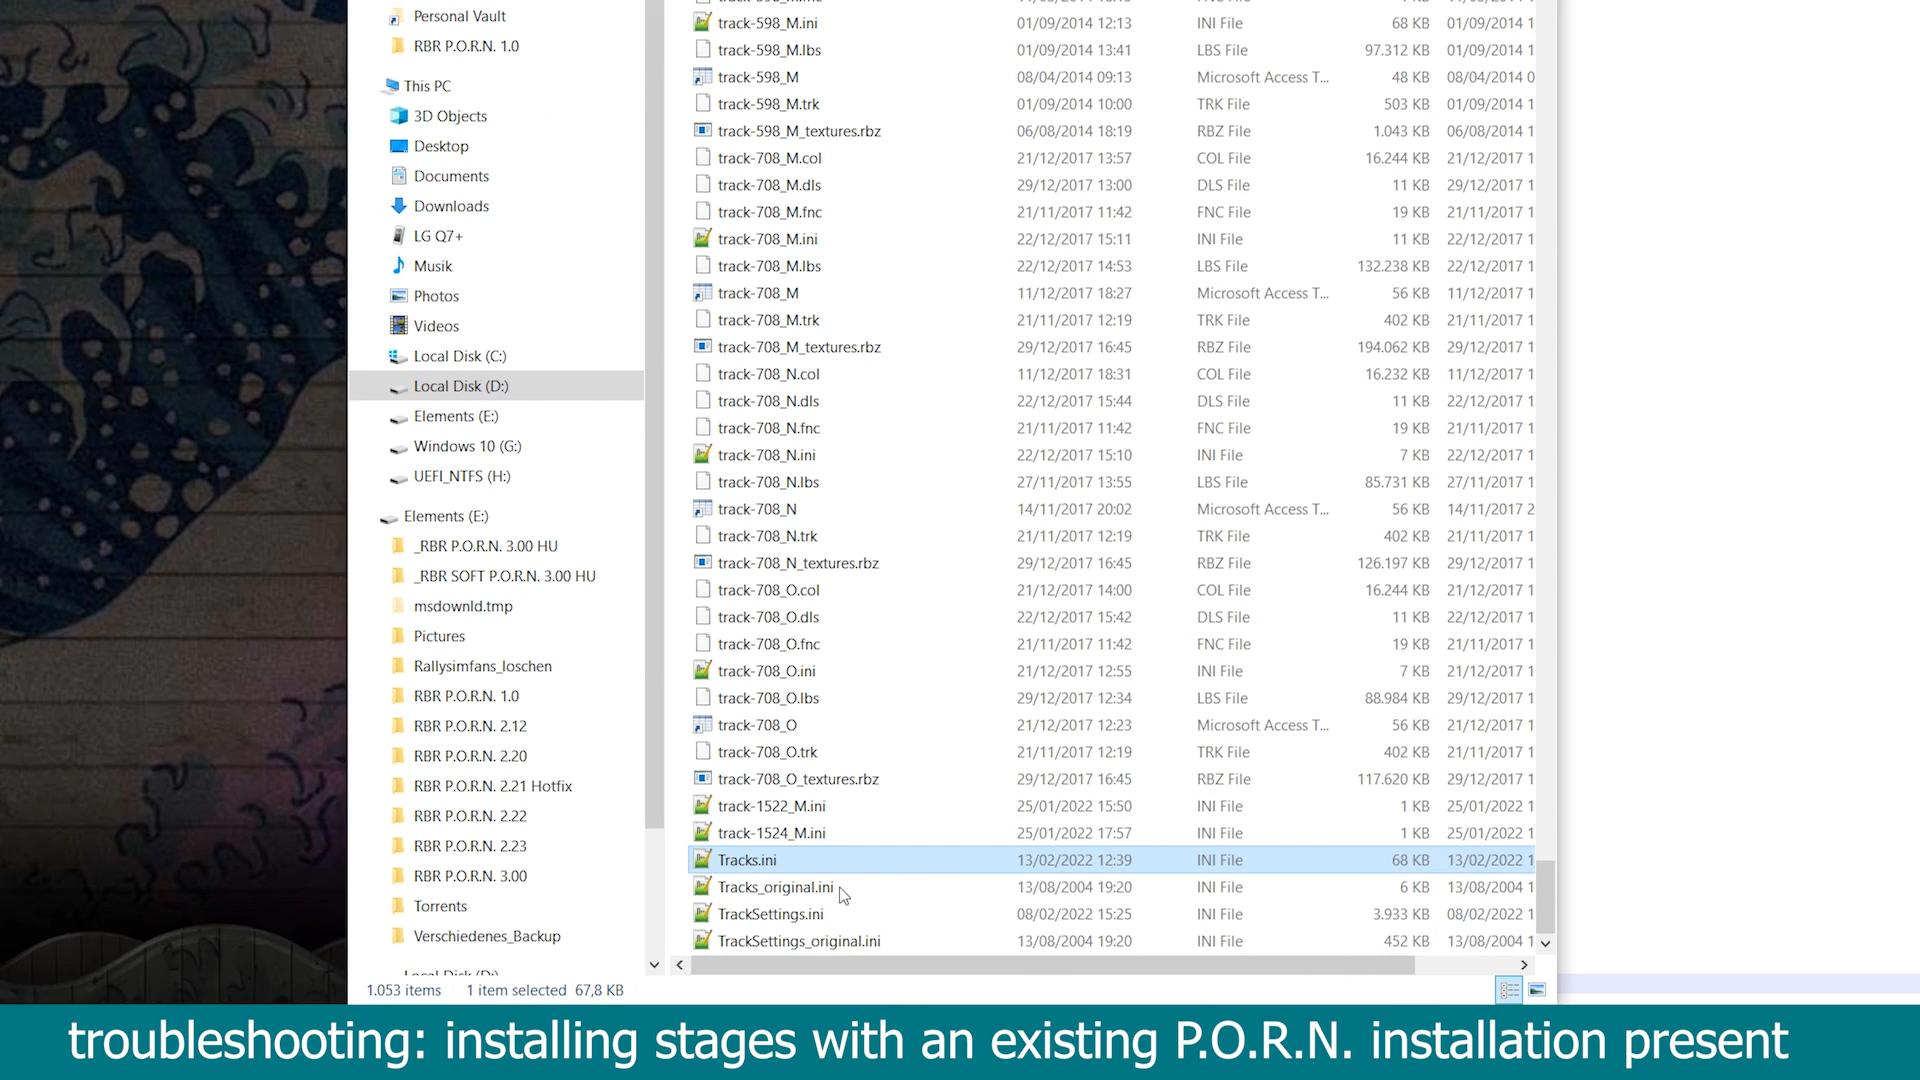 Personal Vault
RBR P.O.R.N. 1.0
This PC
3D Objects
Desktop
Documents
Downloads
LG Q7+
Musik
Photos
Videos
Local Disk (C:)
Local Disk (D:)
Elements (E:)
Windows 10 (G:)
UEFI_NTFS (H:)
Elements (E:)
_RBR P.O.R.N. 3.00 HU
_RBR SOFT P.O.R.N. 3.00 HU
msdownld.tmp
Pictures
Rallysimfans_loschen
RBR P.O.R.N. 1.0
RBR P.O.R.N. 2.12
RBR P.O.R.N. 2.20
RBR P.O.R.N. 2.21 Hotfix
RBR P.O.R.N. 2.22
RBR P.O.R.N. 2.23
RBR P.O.R.N. 3.00
Torrents
Verschiedenes_Backup
Local Disk (D:)
track-598_M.ini 01/09/2014 12:13 INI File 68 KB 01/09/2014 1
track-598_M.lbs 01/09/2014 13:41 LBS File 97.312 KB 01/09/2014 1
track-598_M 08/04/2014 09:13 Microsoft Access T... 48 KB 08/04/2014 0
track-598_M.trk 01/09/2014 10:00 TRK File 503 KB 01/09/2014 1
track-598_M_textures.rbz 06/08/2014 18:19 RBZ File 1.043 KB 06/08/2014 1
track-708_M.col 21/12/2017 13:57 COL File 16.244 KB 21/12/2017 1
track-708_M.dls 29/12/2017 13:00 DLS File 11 KB 29/12/2017 1
track-708_M.fnc 21/11/2017 11:42 FNC File 19 KB 21/11/2017 1
track-708_M.ini 22/12/2017 15:11 INI File 11 KB 22/12/2017 1
track-708_M.lbs 22/12/2017 14:53 LBS File 132.238 KB 22/12/2017 1
track-708_M 11/12/2017 18:27 Microsoft Access T... 56 KB 11/12/2017 1
track-708_M.trk 21/11/2017 12:19 TRK File 402 KB 21/11/2017 1
track-708_M_textures.rbz 29/12/2017 16:45 RBZ File 194.062 KB 29/12/2017 1
track-708_N.col 11/12/2017 18:31 COL File 16.232 KB 11/12/2017 1
track-708_N.dls 22/12/2017 15:44 DLS File 11 KB 22/12/2017 1
track-708_N.fnc 21/11/2017 11:42 FNC File 19 KB 21/11/2017 1
track-708_N.ini 22/12/2017 15:10 INI File 7 KB 22/12/2017 1
track-708_N.lbs 27/11/2017 13:55 LBS File 85.731 KB 27/11/2017 1
track-708_N 14/11/2017 20:02 Microsoft Access T... 56 KB 14/11/2017 2
track-708_N.trk 21/11/2017 12:19 TRK File 402 KB 21/11/2017 1
track-708_N_textures.rbz 29/12/2017 16:45 RBZ File 126.197 KB 29/12/2017 1
track-708_O.col 21/12/2017 14:00 COL File 16.244 KB 21/12/2017 1
track-708_O.dls 22/12/2017 15:42 DLS File 11 KB 22/12/2017 1
track-708_O.fnc 21/11/2017 11:42 FNC File 19 KB 21/11/2017 1
track-708_O.ini 21/12/2017 12:55 INI File 7 KB 21/12/2017 1
track-708_O.lbs 29/12/2017 12:34 LBS File 88.984 KB 29/12/2017 1
track-708_O 21/12/2017 12:23 Microsoft Access T... 56 KB 21/12/2017 1
track-708_O.trk 21/11/2017 12:19 TRK File 402 KB 21/11/2017 1
track-708_O_textures.rbz 29/12/2017 16:45 RBZ File 117.620 KB 29/12/2017 1
track-1522_M.ini 25/01/2022 15:50 INI File 1 KB 25/01/2022 1
track-1524_M.ini 25/01/2022 17:57 INI File 1 KB 25/01/2022 1
Tracks.ini 13/02/2022 12:39 INI File 68 KB 13/02/2022 1
Tracks_original.ini 13/08/2004 19:20 INI File 6 KB 13/08/2004 1
TrackSettings.ini 08/02/2022 15:25 INI File 3.933 KB 08/02/2022 1
TrackSettings_original.ini 13/08/2004 19:20 INI File 452 KB 13/08/2004 1
1.053 items 1 item selected 67,8 KB
troubleshooting: installing stages with an existing P.O.R.N. installation present